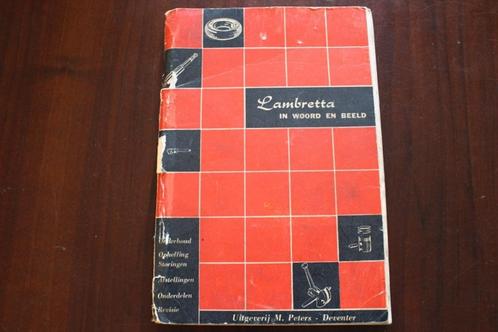 Lambretta
IN WOORD EN BEELD
Onderhoud
Opheffing
Storingen
Afstellingen
Onderdelen
Revisie
Uitgeverij M. Peters - Deventer